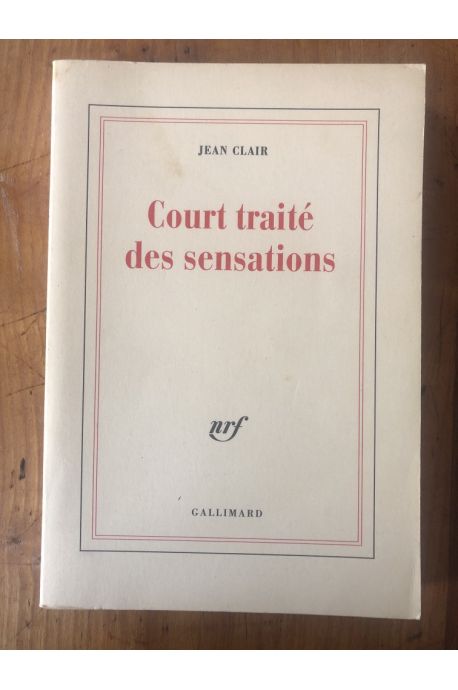 JEAN CLAIR
Court traité
des sensations
nrf
GALLIMARD